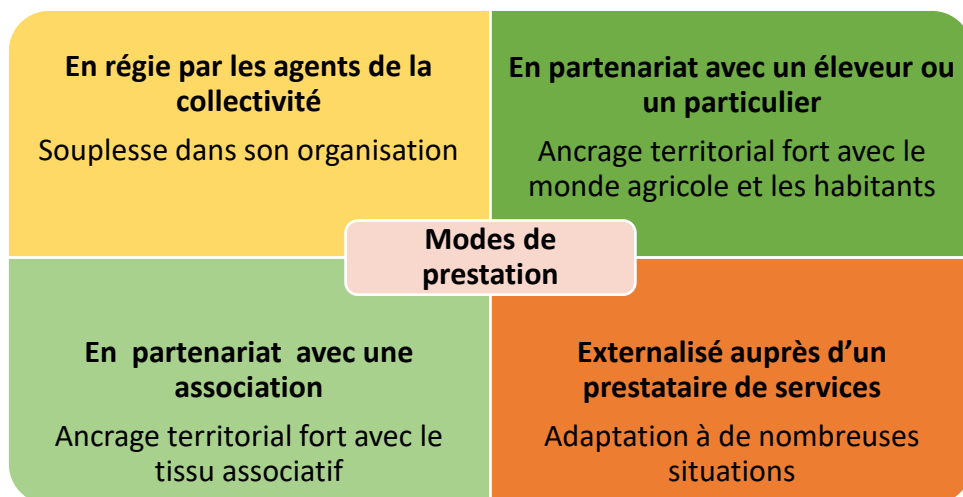 En régie par les agents de la
collectivité
Souplesse dans son organisation
En partenariat avec un éleveur ou
un particulier
Ancrage territorial fort avec le
monde agricole et les habitants
Modes de
prestation
En partenariat avec une
association
Ancrage territorial fort avec le
tissu associatif
Externalisé auprès d’un
prestataire de services
Adaptation à de nombreuses
situations